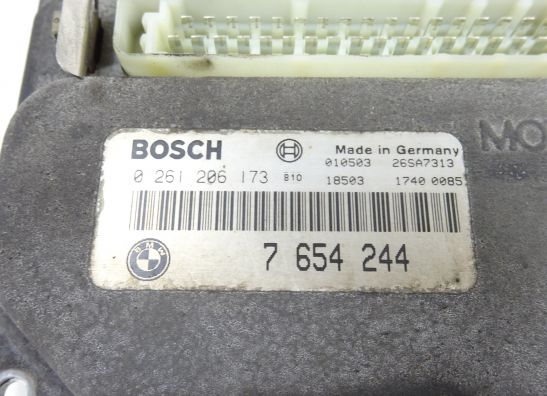 BOSCH
Made in Germany
010503 26SA7313
0 261 206 173 810 18503 1740 0085
BMW 7 654 244
MO